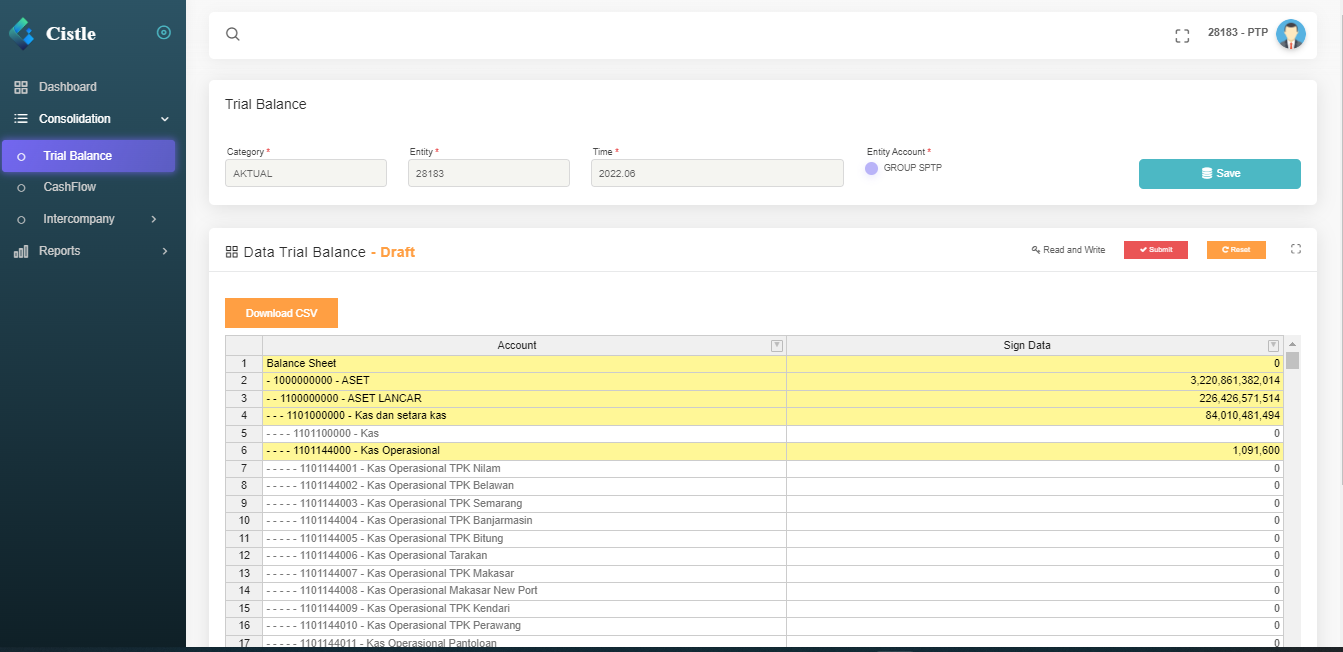 Cistle
28183 - PTP
Dashboard
Consolidation
Trial Balance
CashFlow
Intercompany
Reports
Trial Balance
Category * Entity * Time * Entity Account *
AKTUAL 28183 2022.06 GROUP SPTP Save
Data Trial Balance - Draft Read and Write Submit Reset
Download CSV
Account Sign Data
1 Balance Sheet 0
2 - 1000000000 - ASET 3,220,861,382,014
3 - - 1100000000 - ASET LANCAR 226,426,571,514
4 - - - 1101000000 - Kas dan setara kas 84,010,481,494
5 - - - - 1101100000 - Kas 0
6 - - - - 1101144000 - Kas Operasional 1,091,600
7 - - - - - 1101144001 - Kas Operasional TPK Nilam 0
8 - - - - - 1101144002 - Kas Operasional TPK Belawan 0
9 - - - - - 1101144003 - Kas Operasional TPK Semarang 0
10 - - - - - 1101144004 - Kas Operasional TPK Banjarmasin 0
11 - - - - - 1101144005 - Kas Operasional TPK Bitung 0
12 - - - - - 1101144006 - Kas Operasional Tarakan 0
13 - - - - - 1101144007 - Kas Operasional TPK Makasar 0
14 - - - - - 1101144008 - Kas Operasional Makasar New Port 0
15 - - - - - 1101144009 - Kas Operasional TPK Kendari 0
16 - - - - - 1101144010 - Kas Operasional TPK Perawang 0
17 - - - - - 1101144011 - Kas Operasional Pantoloan 0